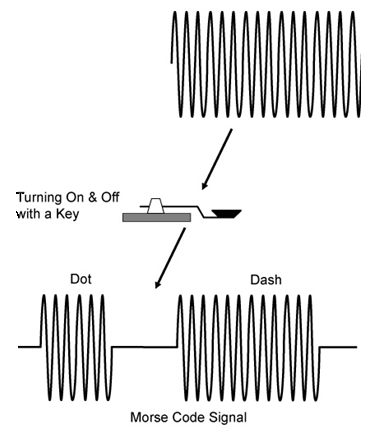 Turning On & Off
with a Key
Dot
Dash
Morse Code Signal